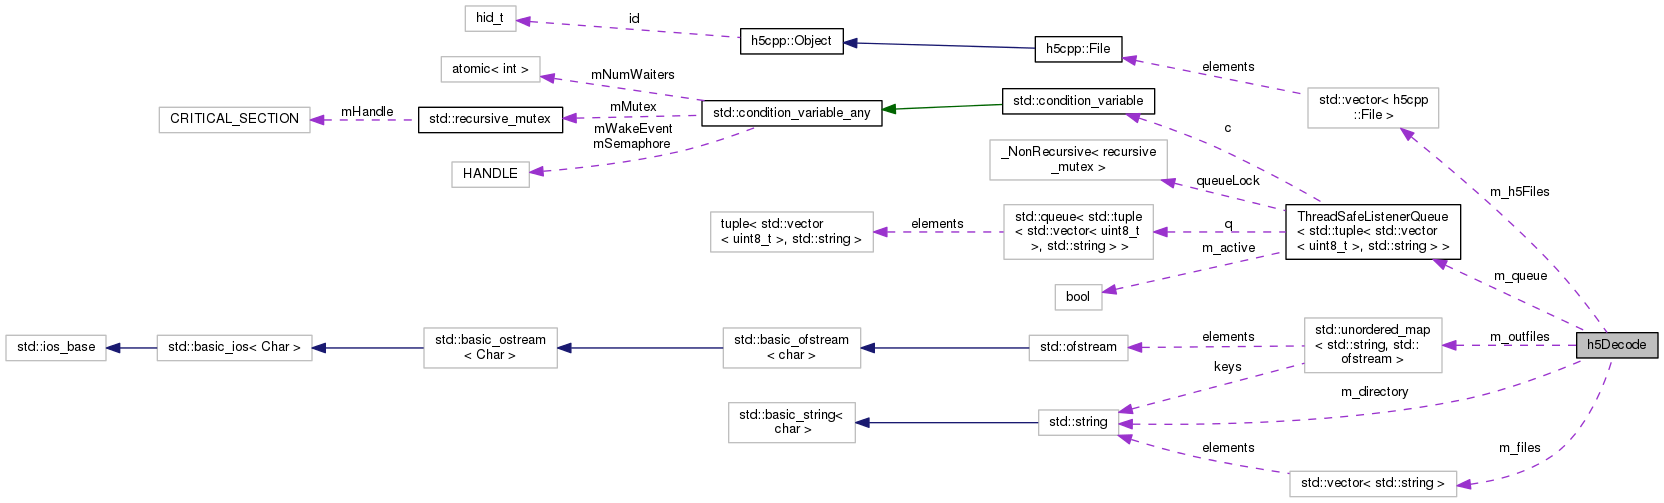 hid_t
id
h5cpp::Object
h5cpp::File
elements
atomic< int >
mNumWaiters
std::vector< h5cpp
::File >
CRITICAL_SECTION
mHandle
std::recursive_mutex
mMutex
std::condition_variable_any
std::condition_variable
mWakeEvent
mSemaphore
HANDLE
c
_NonRecursive< recursive
_mutex >
queueLock
m_h5Files
tuple< std::vector
< uint8_t >, std::string >
elements
std::queue< std::tuple
< std::vector< uint8_t
>, std::string > >
q
m_active
ThreadSafeListenerQueue
< std::tuple< std::vector
< uint8_t >, std::string > >
bool
m_queue
std::ios_base
std::basic_ios< Char >
std::basic_ostream
< Char >
std::basic_ofstream
< char >
std::ofstream
elements
keys
std::unordered_map
< std::string, std::
ofstream >
m_outfiles
h5Decode
m_directory
std::basic_string<
char >
std::string
elements
m_files
std::vector< std::string >